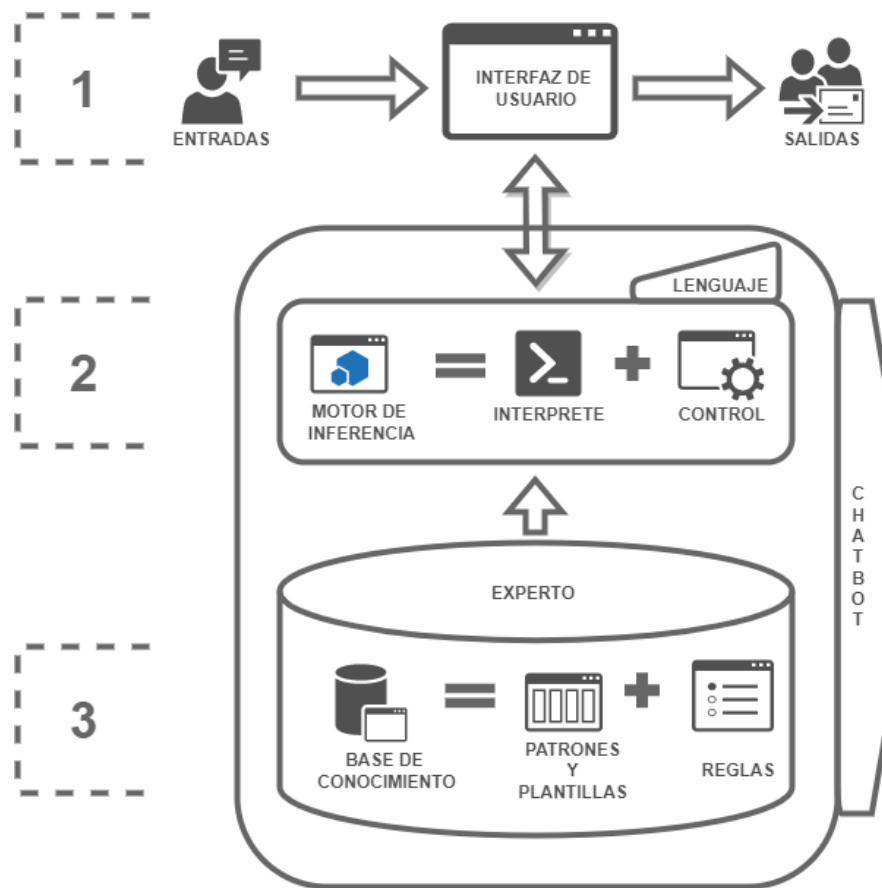 1
ENTRADAS
INTERFAZ DE
USUARIO
SALIDAS
2
LENGUAJE
MOTOR DE
INFERENCIA
INTERPRETE
CONTROL
CHATBOT
3
EXPERTO
BASE DE
CONOCIMIENTO
PATRONES
Y
PLANTILLAS
REGLAS